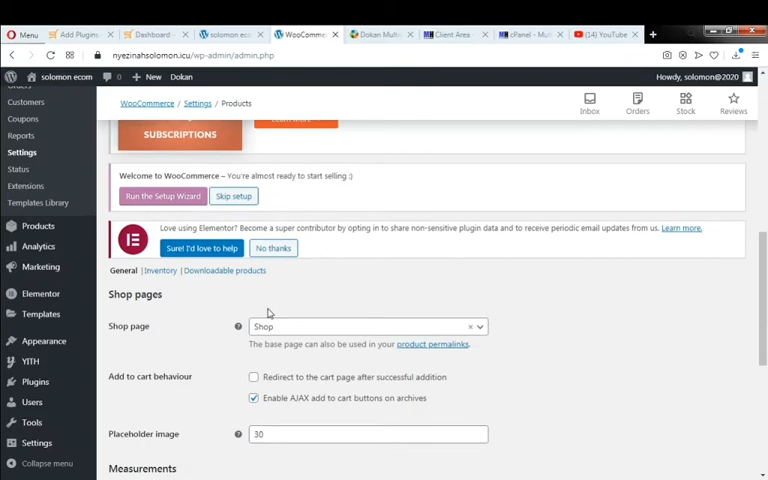 Menu
Add Plugins
Dashboard
solomon ecom
WooComme
Dokan Multiv
Client Area -
cPanel - Mult
(14) YouTube
nyezinahsolomon.icu/wp-admin/admin.php
solomon ecom 0 + New Dokan
Howdy, solomon@2020
Orders
Customers
Coupons
Reports
Settings
Status
Extensions
Templates Library
Products
Analytics
Marketing
Elementor
Templates
Appearance
YITH
Plugins
Users
Tools
Settings
Collapse menu
WooCommerce / Settings / Products
Inbox
Orders
Stock
Reviews
SUBSCRIPTIONS
Welcome to WooCommerce – You're almost ready to start selling :)
Run the Setup Wizard
Skip setup
Love using Elementor? Become a super contributor by opting in to share non-sensitive plugin data and to receive periodic email updates from us. Learn more.
Sure! I'd love to help
No thanks
General | Inventory | Downloadable products
Shop pages
Shop page
Shop
The base page can also be used in your product permalinks.
Add to cart behaviour
Redirect to the cart page after successful addition
Enable AJAX add to cart buttons on archives
Placeholder image
30
Measurements